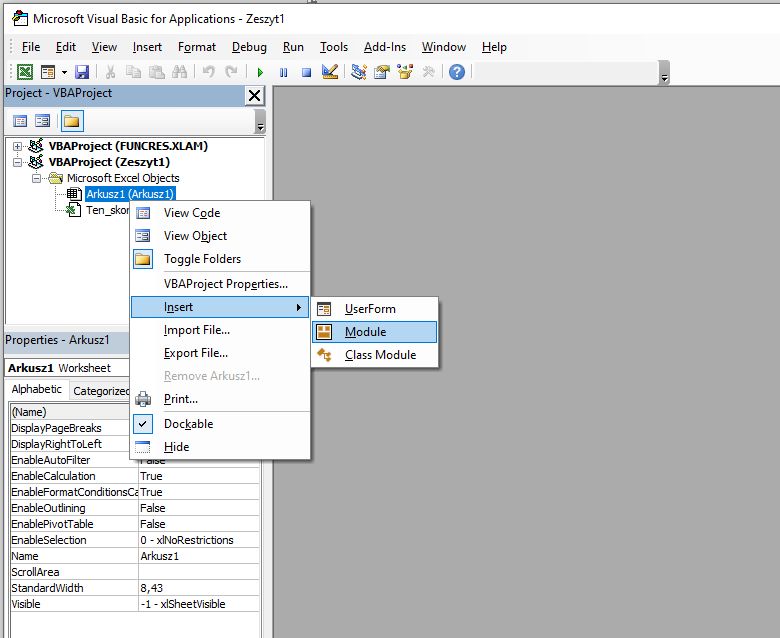 Microsoft Visual Basic for Applications - Zeszyt1
File Edit View Insert Format Debug Run Tools Add-Ins Window Help
Project - VBAProject
VBAProject (FUNCRES.XLAM)
VBAProject (Zeszyt1)
Microsoft Excel Objects
Arkusz1 (Arkusz1)
Ten_skor
View Code
View Object
Toggle Folders
VBAProject Properties...
Insert
UserForm
Module
Class Module
Import File...
Export File...
Remove Arkusz1...
Print...
Dockable
Hide
Properties - Arkusz1
Arkusz1 Worksheet
Alphabetic Categorized
(Name)
DisplayPageBreaks
DisplayRightToLeft
EnableAutoFilter False
EnableCalculation True
EnableFormatConditionsCa True
EnableOutlining False
EnablePivotTable False
EnableSelection 0 - xlNoRestrictions
Name Arkusz1
ScrollArea
StandardWidth 8,43
Visible -1 - xlSheetVisible